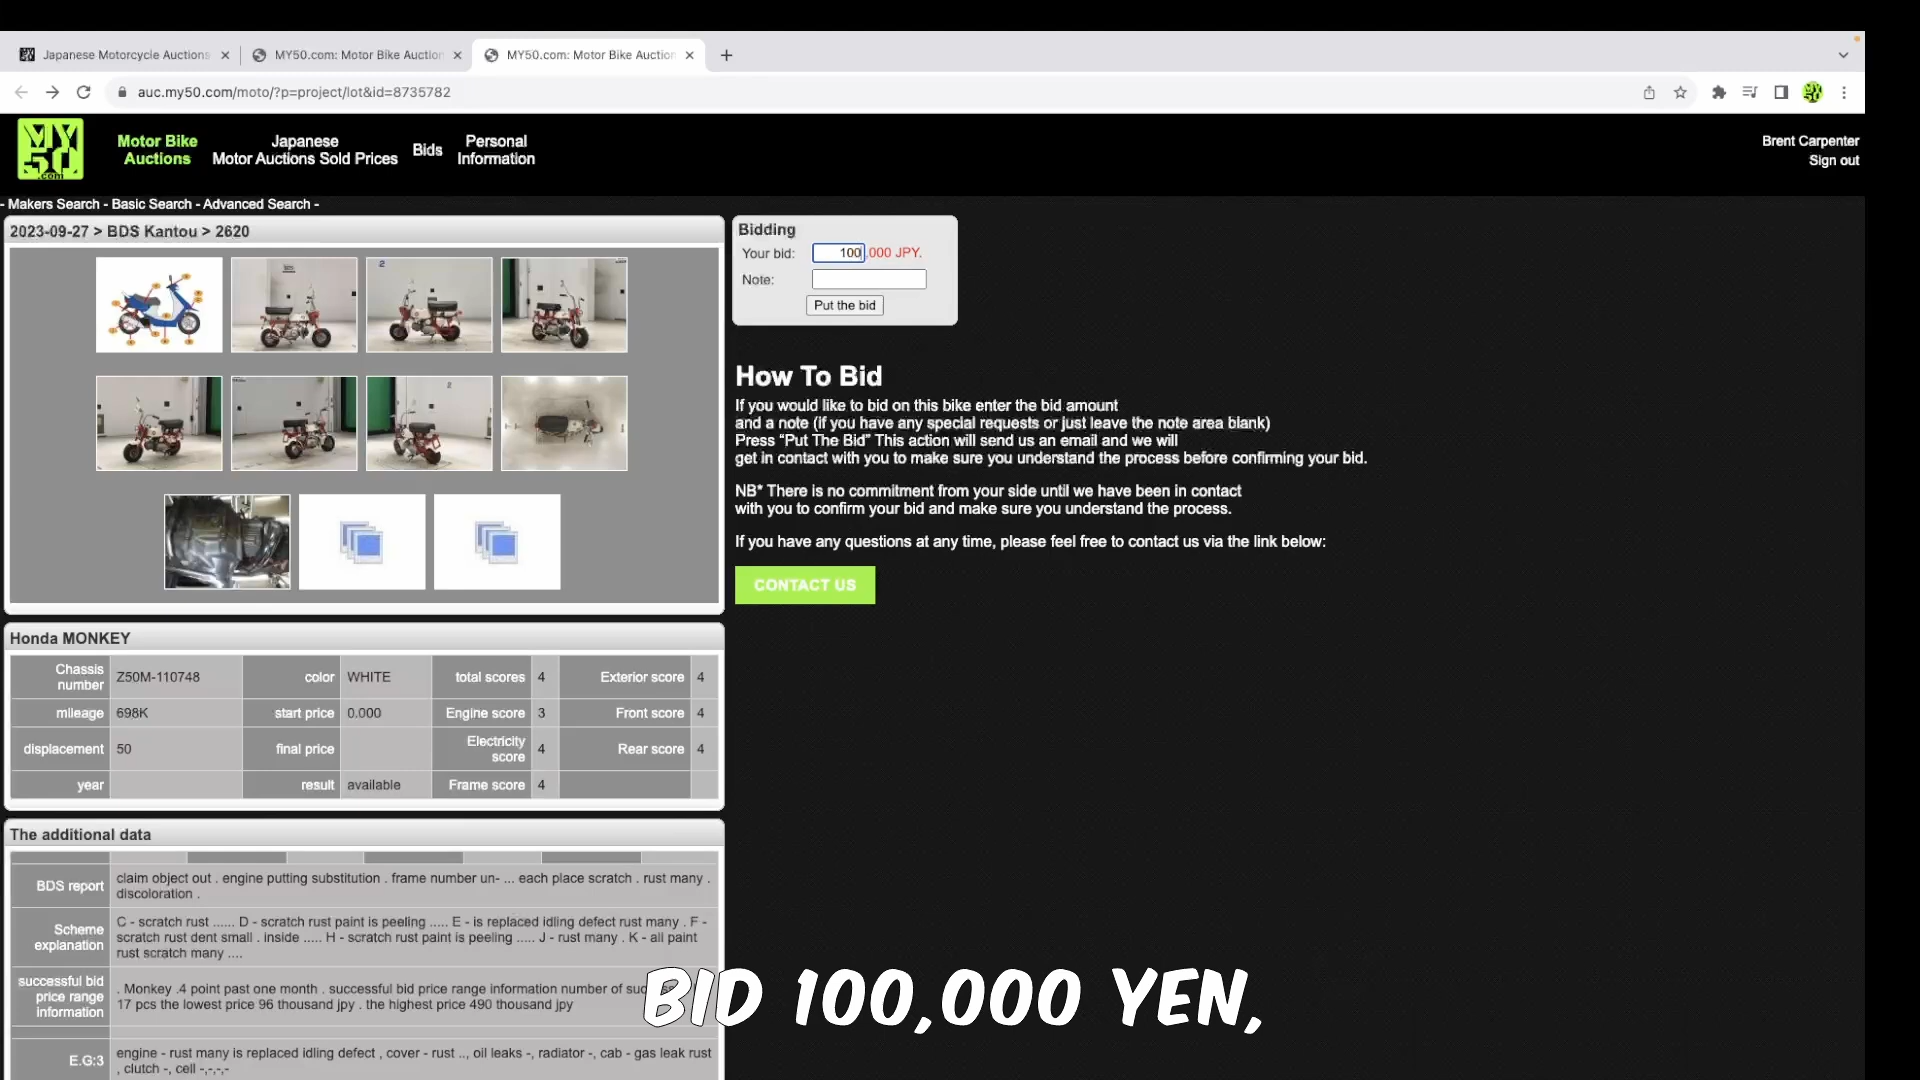 Japanese Motorcycle Auctions
MY50.com: Motor Bike Auction
MY50.com: Motor Bike Auction
auc.my50.com/moto/?p=project/lot&id=8735782
MY
50
.com
Motor Bike
Auctions
Japanese
Motor Auctions Sold Prices
Bids
Personal
Information
Brent Carpenter
Sign out
- Makers Search - Basic Search - Advanced Search -
2023-09-27 > BDS Kantou > 2620
Bidding
Your bid: 100,000 JPY.
Note:
Put the bid
How To Bid
If you would like to bid on this bike enter the bid amount
and a note (if you have any special requests or just leave the note area blank)
Press "Put The Bid" This action will send us an email and we will
get in contact with you to make sure you understand the process before confirming your bid.
NB* There is no commitment from your side until we have been in contact
with you to confirm your bid and make sure you understand the process.
If you have any questions at any time, please feel free to contact us via the link below:
CONTACT US
Honda MONKEY
Chassis number Z50M-110748 color WHITE total scores 4 Exterior score 4
mileage 698K start price 0.000 Engine score 3 Front score 4
displacement 50 final price Electricity score 4 Rear score 4
year result available Frame score 4
The additional data
BDS report
claim object out . engine putting substitution . frame number un- ... each place scratch . rust many .
discoloration .
Scheme
explanation
C - scratch rust ...... D - scratch rust paint is peeling ..... E - is replaced idling defect rust many . F -
scratch rust dent small . inside ..... H - scratch rust paint is peeling ..... J - rust many . K - all paint
rust scratch many ....
successful bid
price range
information
. Monkey .4 point past one month . successful bid price range information number of
17 pcs the lowest price 96 thousand jpy . the highest price 490 thousand jpy
E.G:3
engine - rust many is replaced idling defect , cover - rust .., oil leaks -, radiator -, cab - gas leak rust
, clutch -, cell -,-,-,-
BID 100,000 YEN,